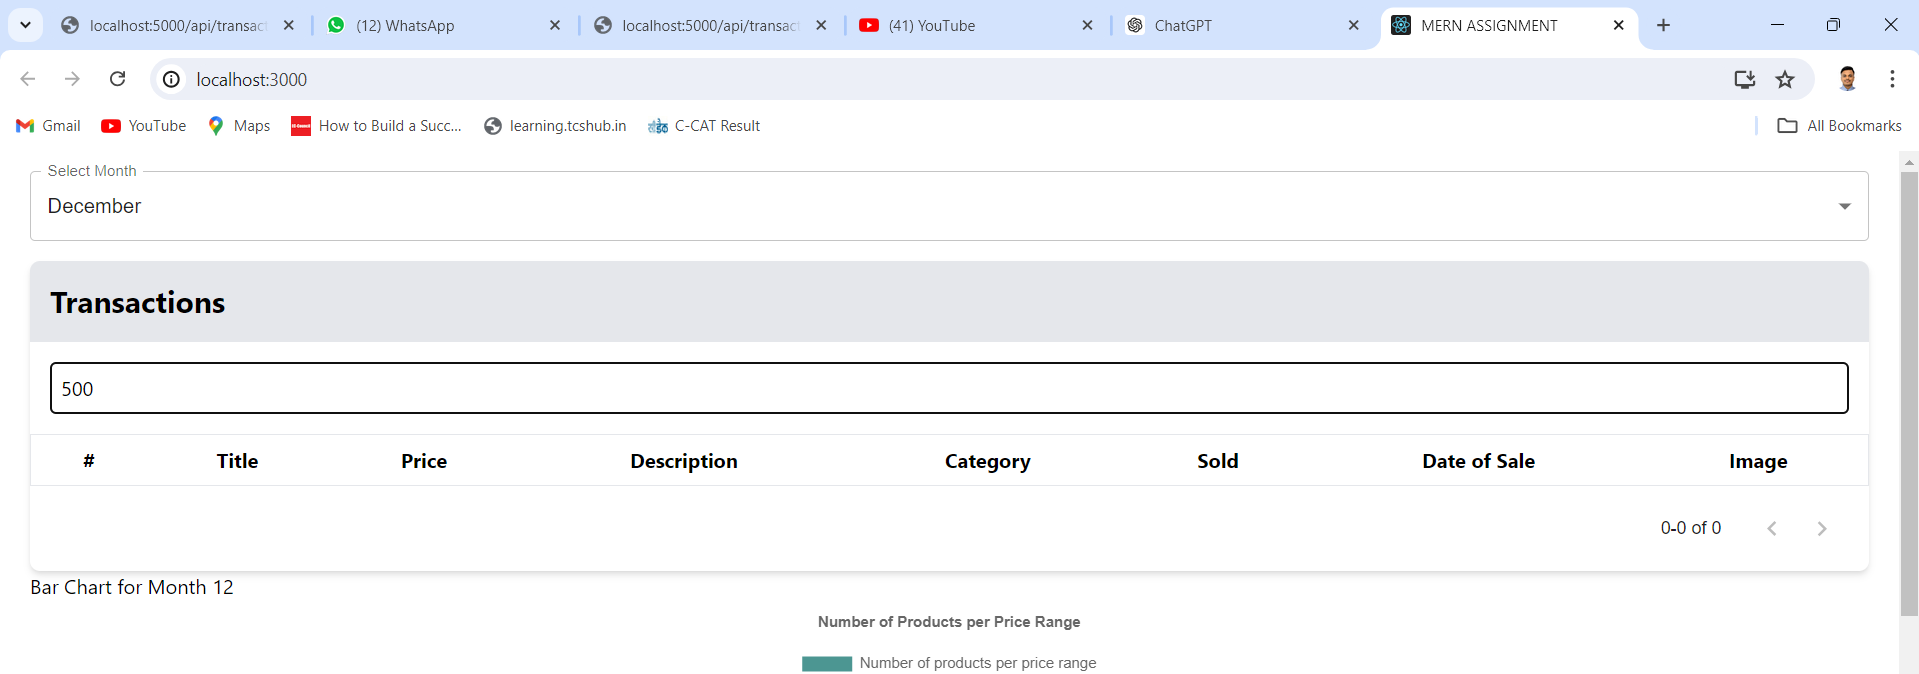 localhost:5000/api/transact
(12) WhatsApp
localhost:5000/api/transact
(41) YouTube
ChatGPT
MERN ASSIGNMENT
localhost:3000
Gmail
YouTube
Maps
How to Build a Succ...
learning.tcshub.in
C-CAT Result
All Bookmarks
Select Month
December
Transactions
500
# Title Price Description Category Sold Date of Sale Image
0-0 of 0
Bar Chart for Month 12
Number of Products per Price Range
Number of products per price range